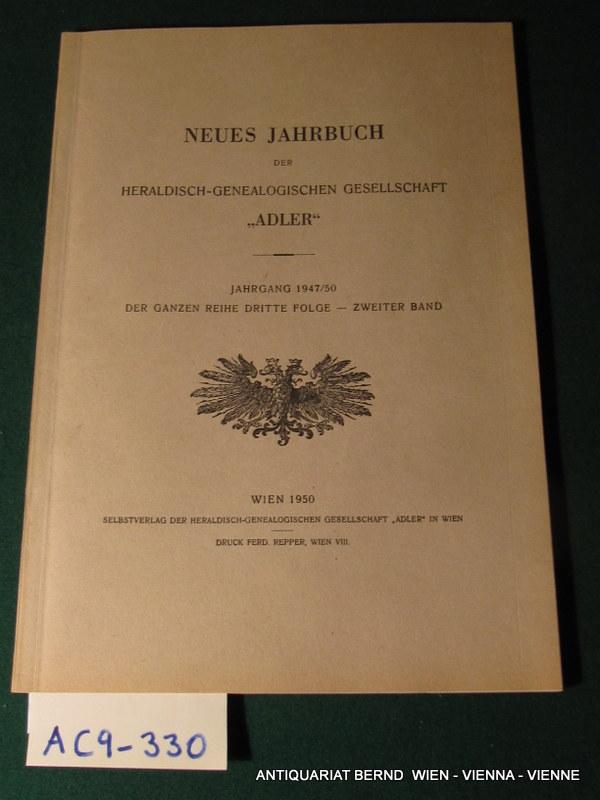 NEUES JAHRBUCH
DER
HERALDISCH-GENEALOGISCHEN GESELLSCHAFT
„ADLER“
JAHRGANG 1947/50
DER GANZEN REIHE DRITTE FOLGE — ZWEITER BAND
WIEN 1950
SELBSTVERLAG DER HERALDISCH-GENEALOGISCHEN GESELLSCHAFT „ADLER“ IN WIEN
DRUCK FERD. REPPER, WIEN VIII.
AC9-330
ANTIQUARIAT BERND WIEN - VIENNA - VIENNE